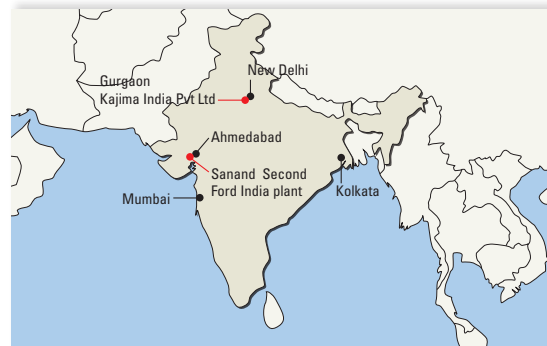 New Delhi
Gurgaon
Kajima India Pvt Ltd
Ahmedabad
Sanand Second
Ford India plant
Mumbai
Kolkata